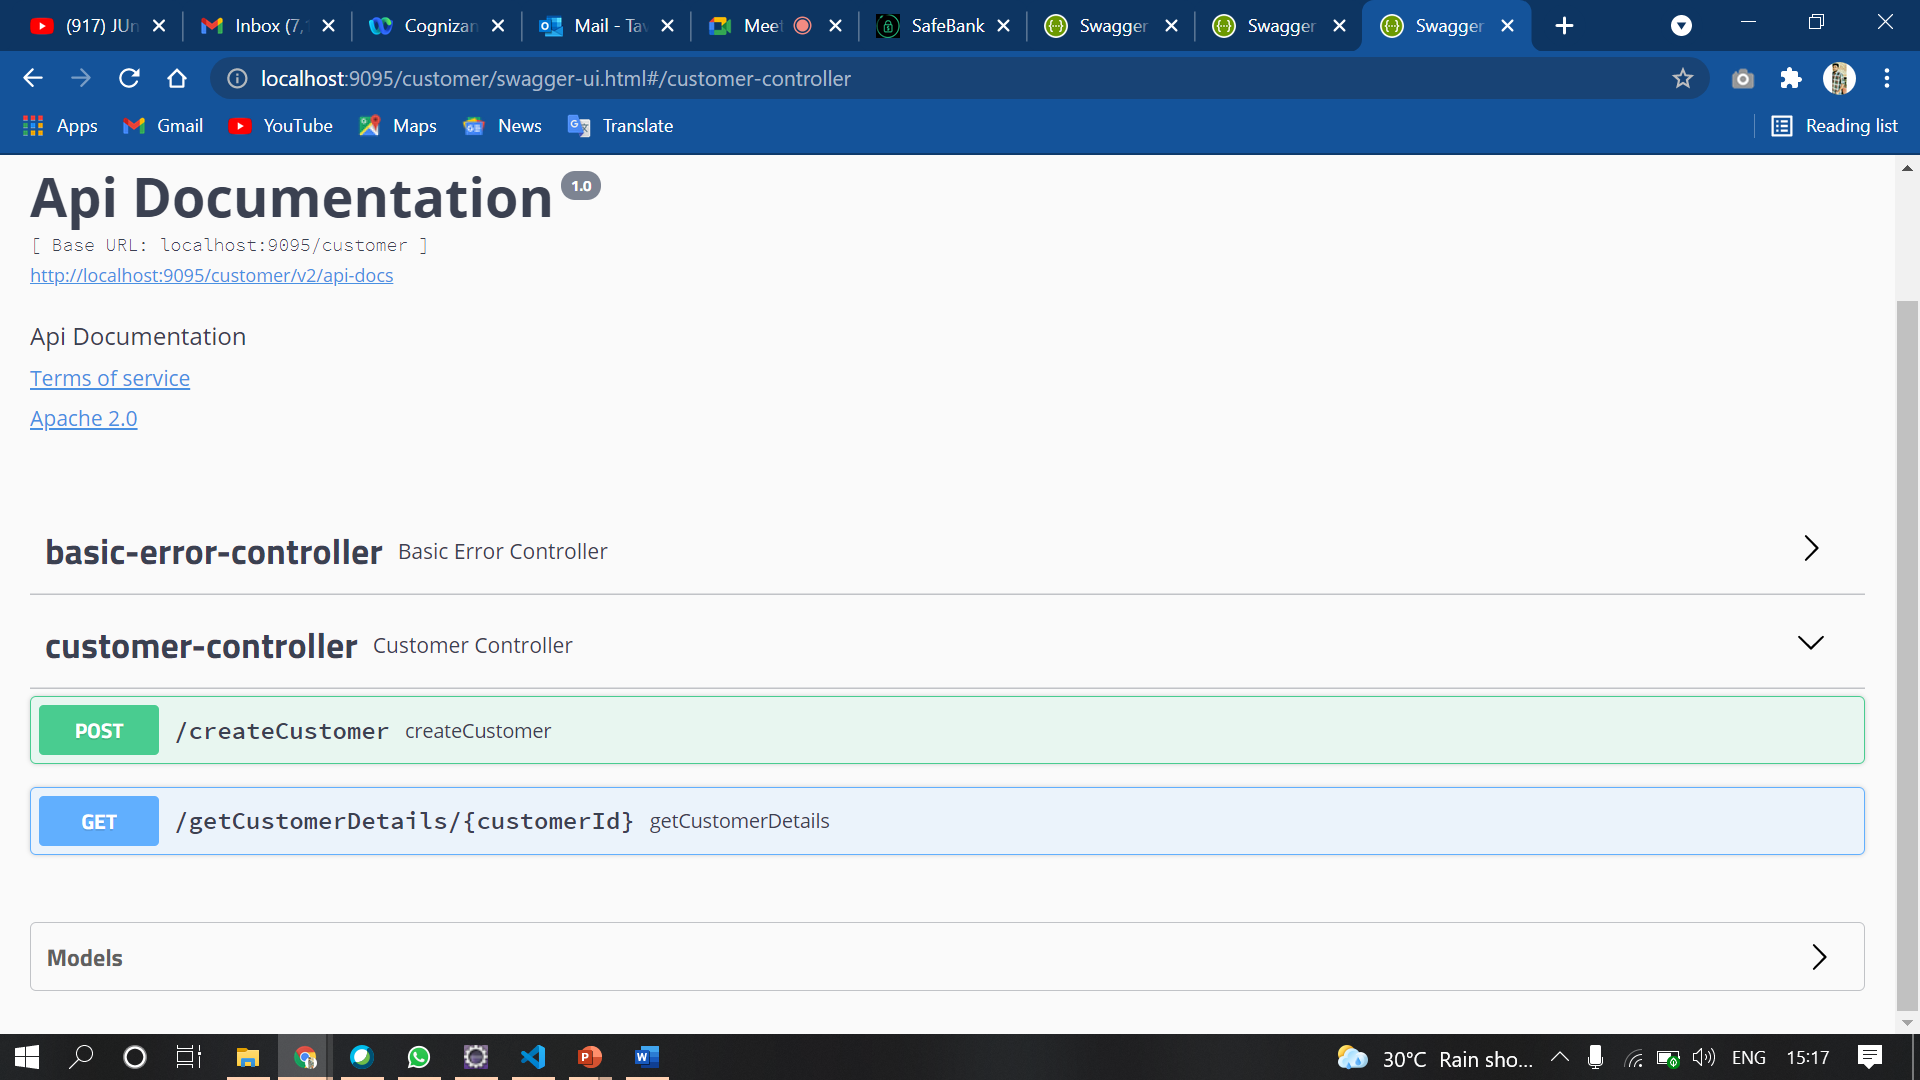 (917) JUn
Inbox (7,
Cognizan
Mail - Tav
Meet
SafeBank
Swagger
Swagger
Swagger
localhost:9095/customer/swagger-ui.html#/customer-controller
Apps
Gmail
YouTube
Maps
News
Translate
Reading list
Api Documentation 1.0
[ Base URL: localhost:9095/customer ]
http://localhost:9095/customer/v2/api-docs
Api Documentation
Terms of service
Apache 2.0
basic-error-controller Basic Error Controller
customer-controller Customer Controller
POST /createCustomer createCustomer
GET /getCustomerDetails/{customerId} getCustomerDetails
Models
30°C Rain sho... ENG 15:17